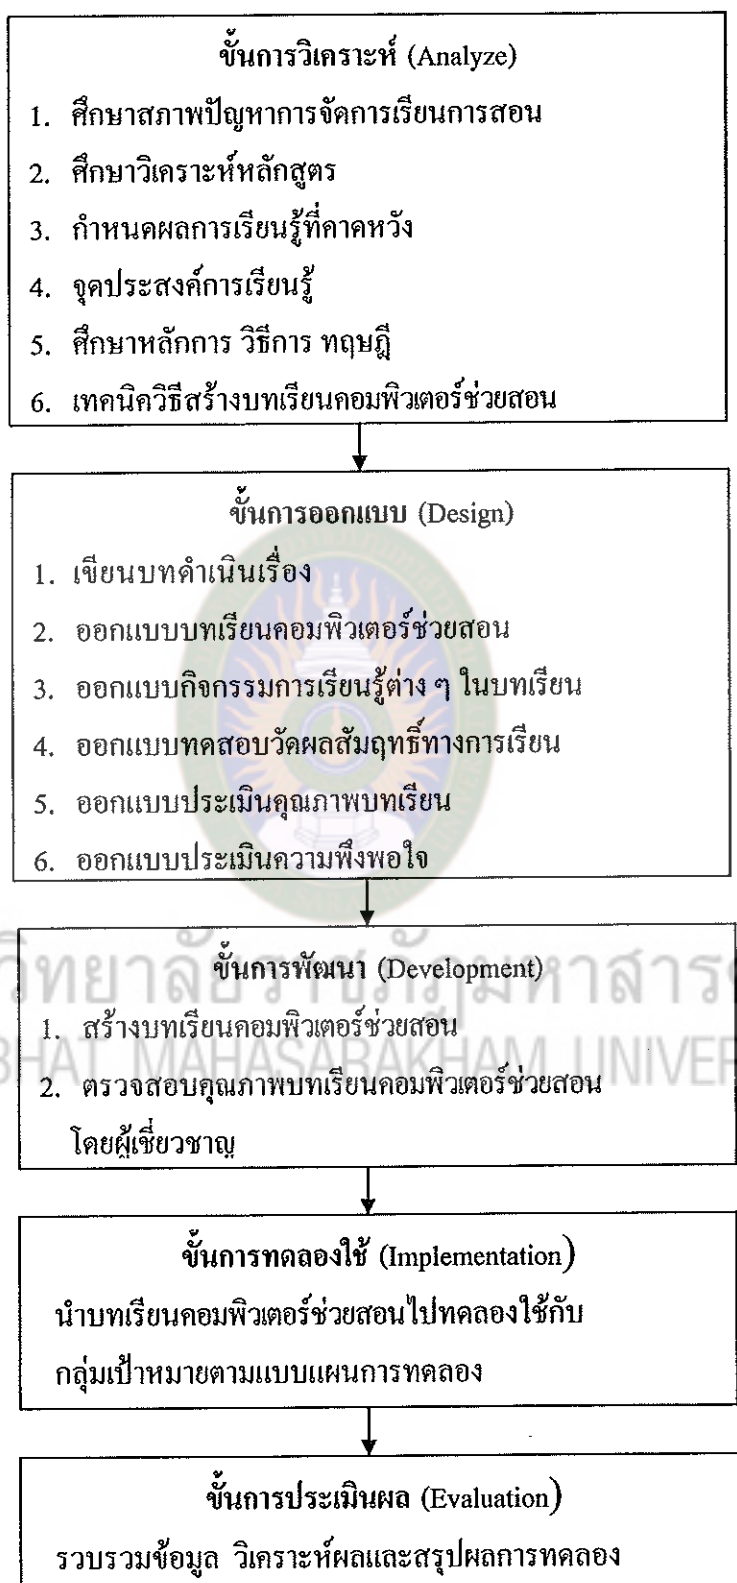 ขั้นการวิเคราะห์ (Analyze)
1. ศึกษาสภาพปัญหาการจัดการเรียนการสอน
2. ศึกษาวิเคราะห์หลักสูตร
3. กำหนดผลการเรียนรู้ที่คาดหวัง
4. จุดประสงค์การเรียนรู้
5. ศึกษาหลักการ วิธีการ ทฤษฎี
6. เทคนิควิธีสร้างบทเรียนคอมพิวเตอร์ช่วยสอน
ขั้นการออกแบบ (Design)
1. เขียนบทดำเนินเรื่อง
2. ออกแบบบทเรียนคอมพิวเตอร์ช่วยสอน
3. ออกแบบกิจกรรมการเรียนรู้ต่าง ๆ ในบทเรียน
4. ออกแบบทดสอบวัดผลสัมฤทธิ์ทางการเรียน
5. ออกแบบประเมินคุณภาพบทเรียน
6. ออกแบบประเมินความพึงพอใจ
ขั้นการพัฒนา (Development)
1. สร้างบทเรียนคอมพิวเตอร์ช่วยสอน
2. ตรวจสอบคุณภาพบทเรียนคอมพิวเตอร์ช่วยสอน
โดยผู้เชี่ยวชาญ
ขั้นการทดลองใช้ (Implementation)
นำบทเรียนคอมพิวเตอร์ช่วยสอนไปทดลองใช้กับ
กลุ่มเป้าหมายตามแบบแผนการทดลอง
ขั้นการประเมินผล (Evaluation)
รวบรวมข้อมูล วิเคราะห์ผลและสรุปผลการทดลอง